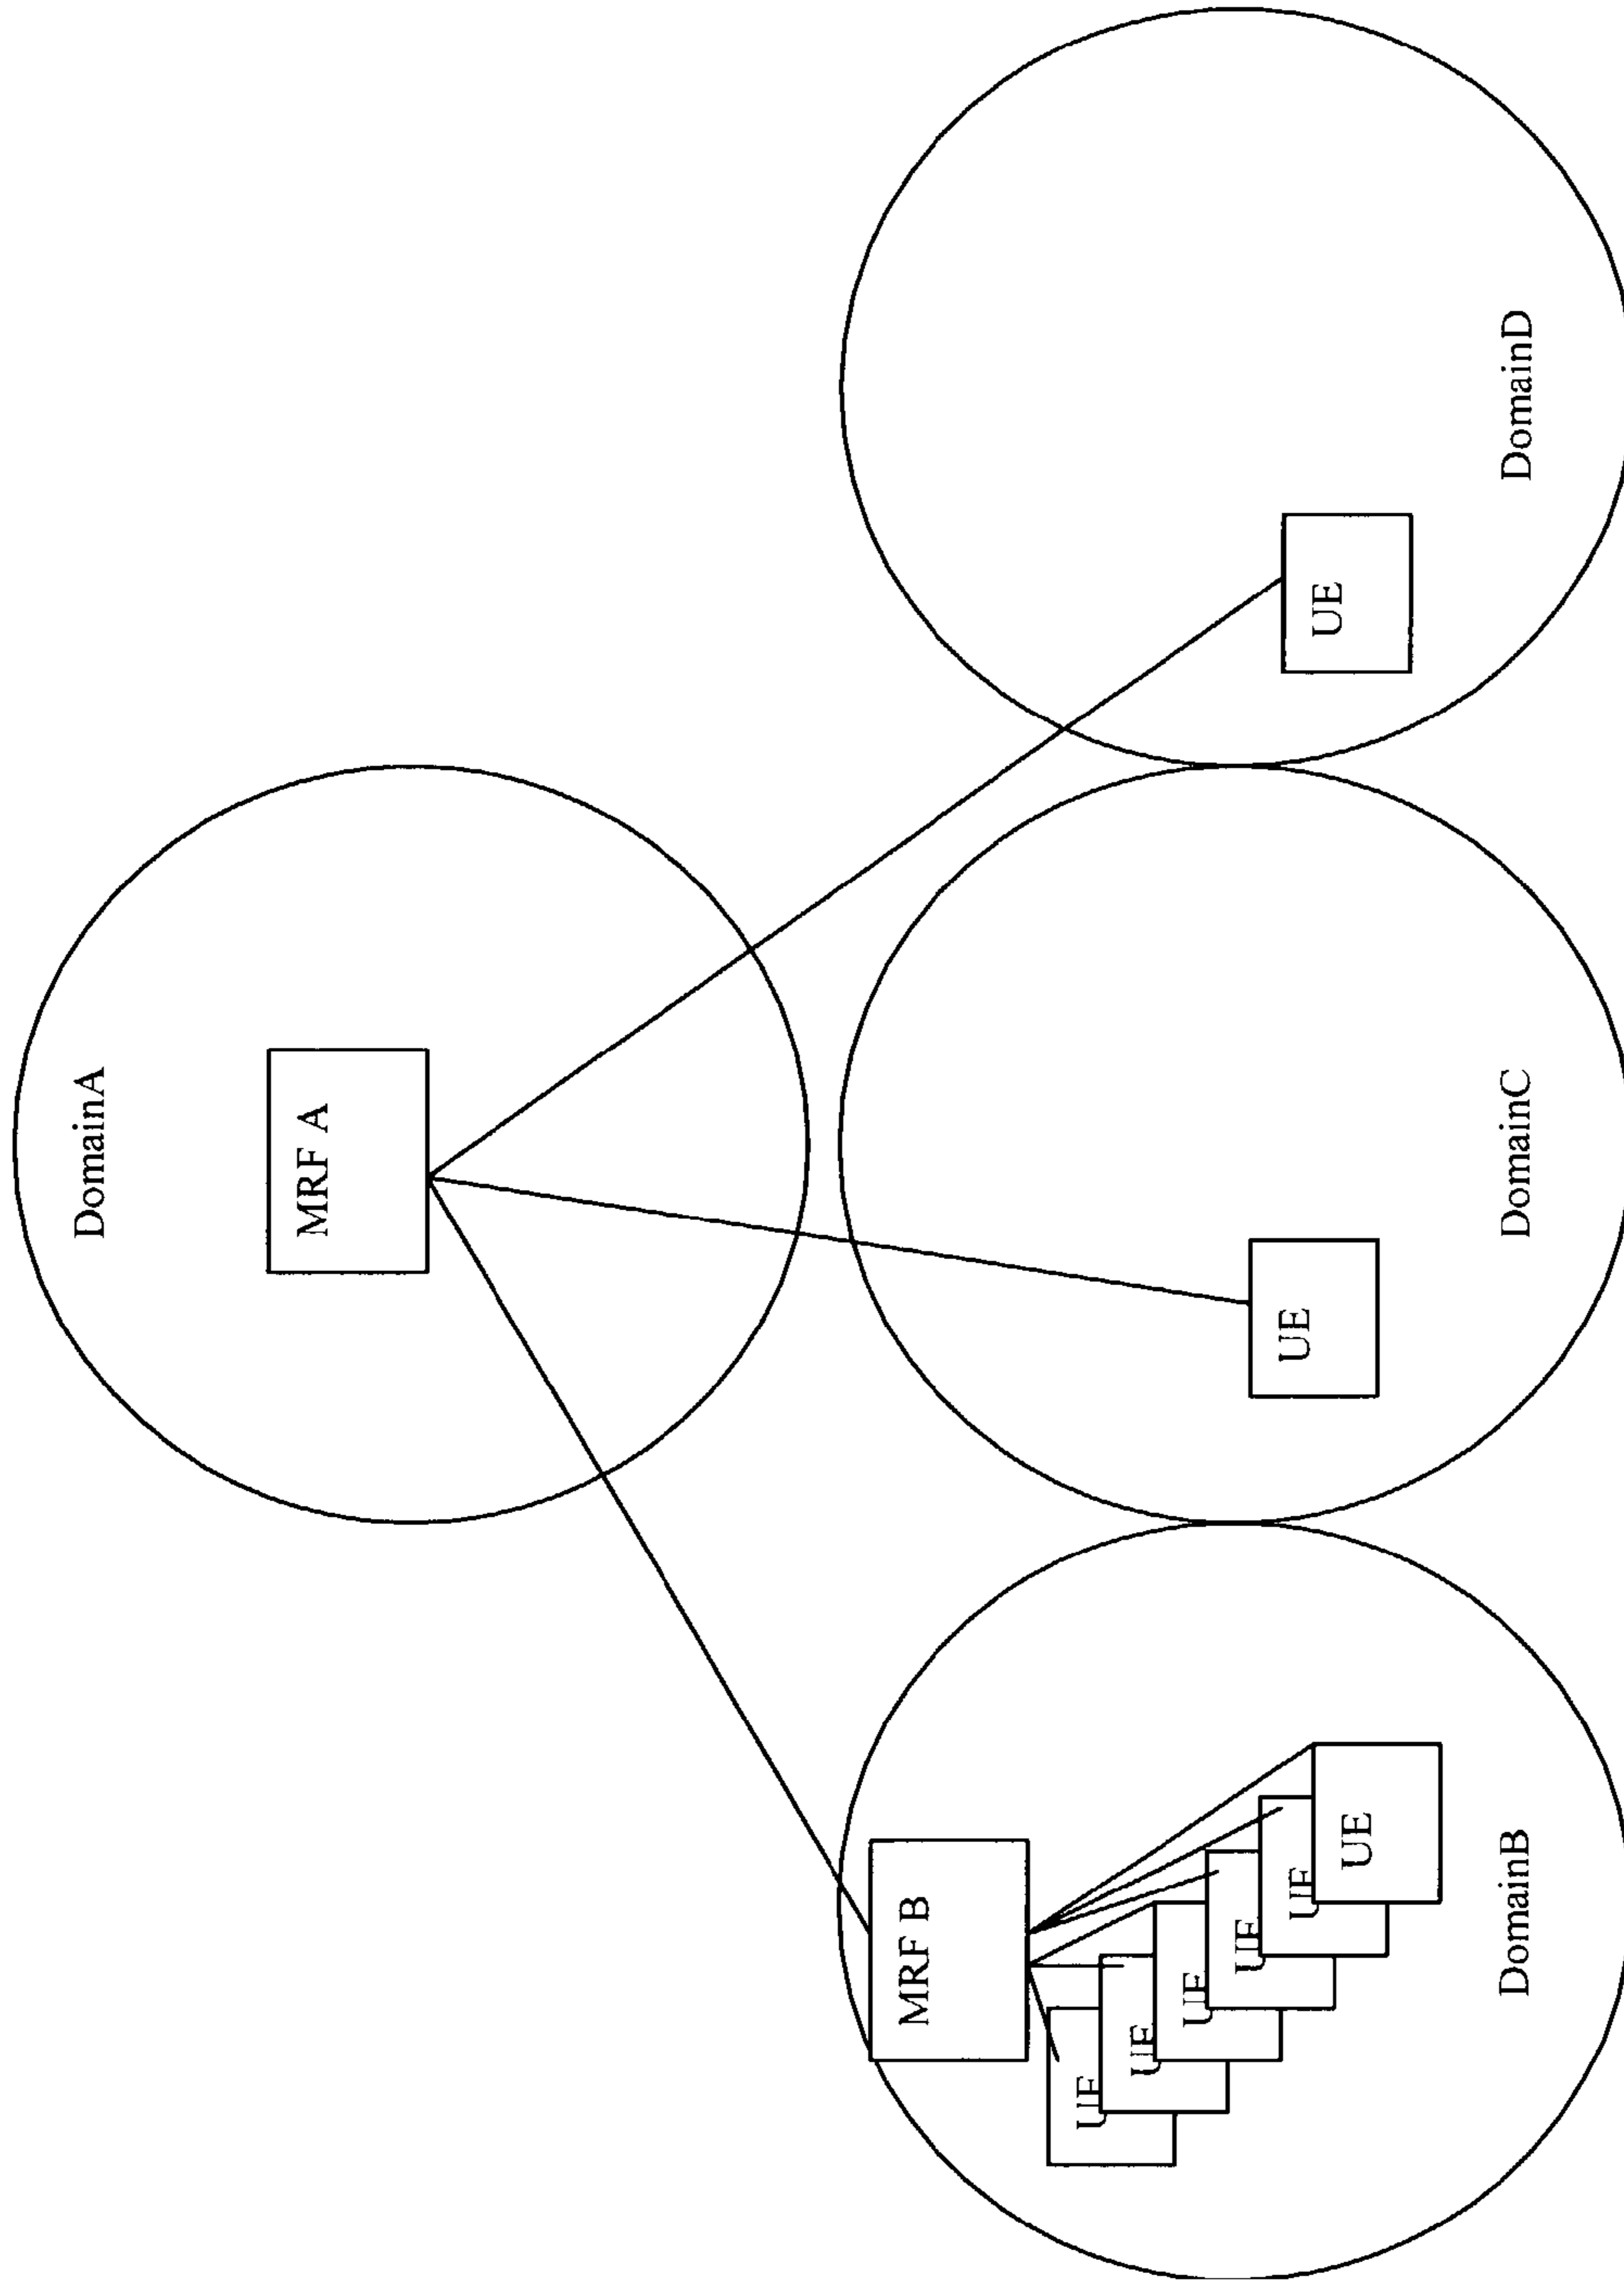 DomainA
MRF A
MRF B
UE
UE
UE
UE
UE
UE
UE
UE
DomainB
DomainC
DomainD